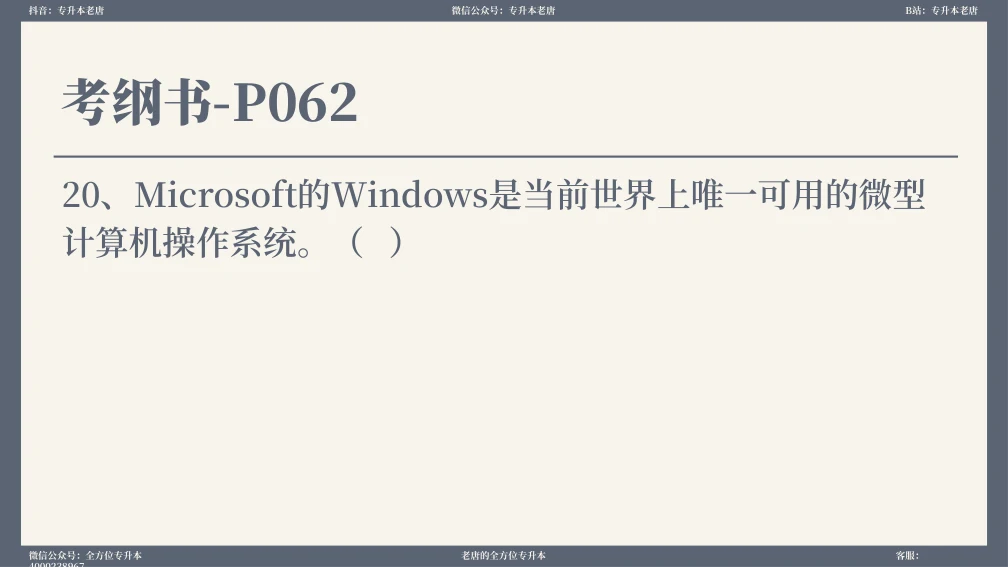 抖音：专升本老唐
微信公众号：专升本老唐
B站：专升本老唐
考纲书-P062
20、Microsoft的Windows是当前世界上唯一可用的微型
计算机操作系统。（ ）
微信公众号：全方位专升本
老唐的全方位专升本
客服：
4000238967